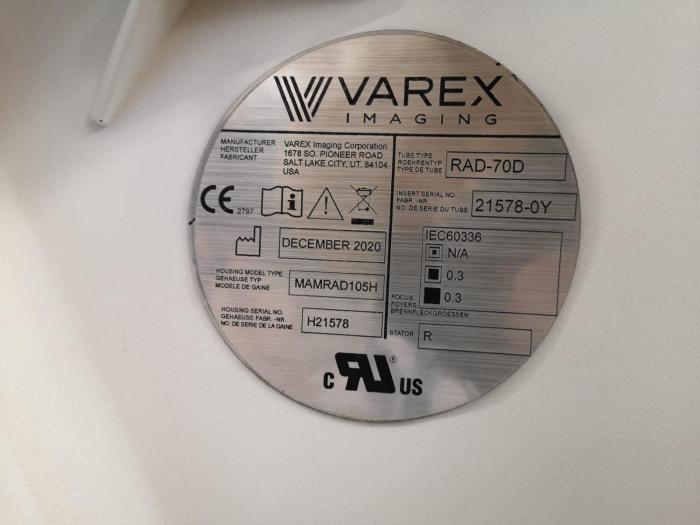 VAREX
IMAGING
MANUFACTURER
HERSTELLER
FABRICANT
VAREX Imaging Corporation
1678 SO. PIONEER ROAD
SALT LAKE CITY, UT. 84104
USA
CE 2797
DECEMBER 2020
HOUSING MODEL TYPE
GEHAEUSE TYP
MODELE DE GAINE
MAMRAD105H
HOUSING SERIAL NO.
GEHAEUSE FABR. -NR.
NO. DE SERIE DE LA GAINE
H21578
TUBE TYPE
ROEHRENTYP
TYPE DE TUBE
RAD-70D
INSERT SERIAL NO.
FABR. -NR.
NO. DE SERIE DU TUBE
21578-0Y
IEC60336
N/A
0.3
0.3
FOCUS
FOYERS
BRENNFLECKGROESSEN
STATOR
R
C RU® US